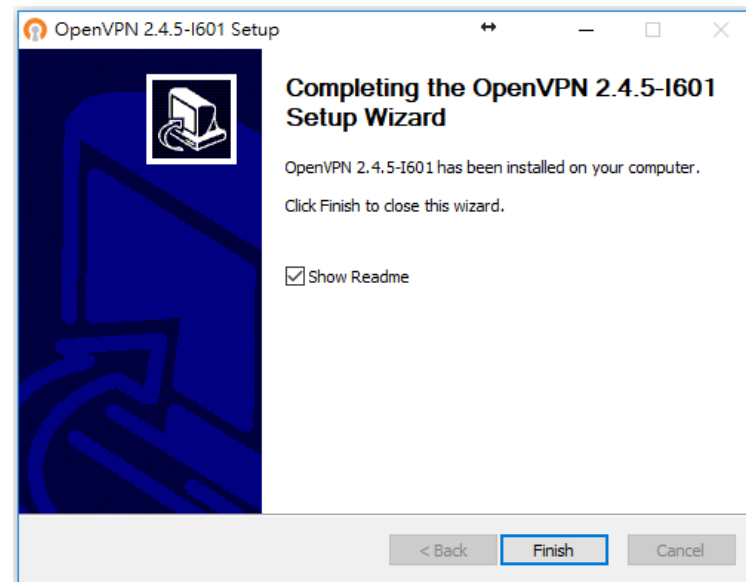 OpenVPN 2.4.5-I601 Setup
Completing the OpenVPN 2.4.5-I601
Setup Wizard
OpenVPN 2.4.5-I601 has been installed on your computer.
Click Finish to close this wizard.
Show Readme
< Back
Finish
Cancel